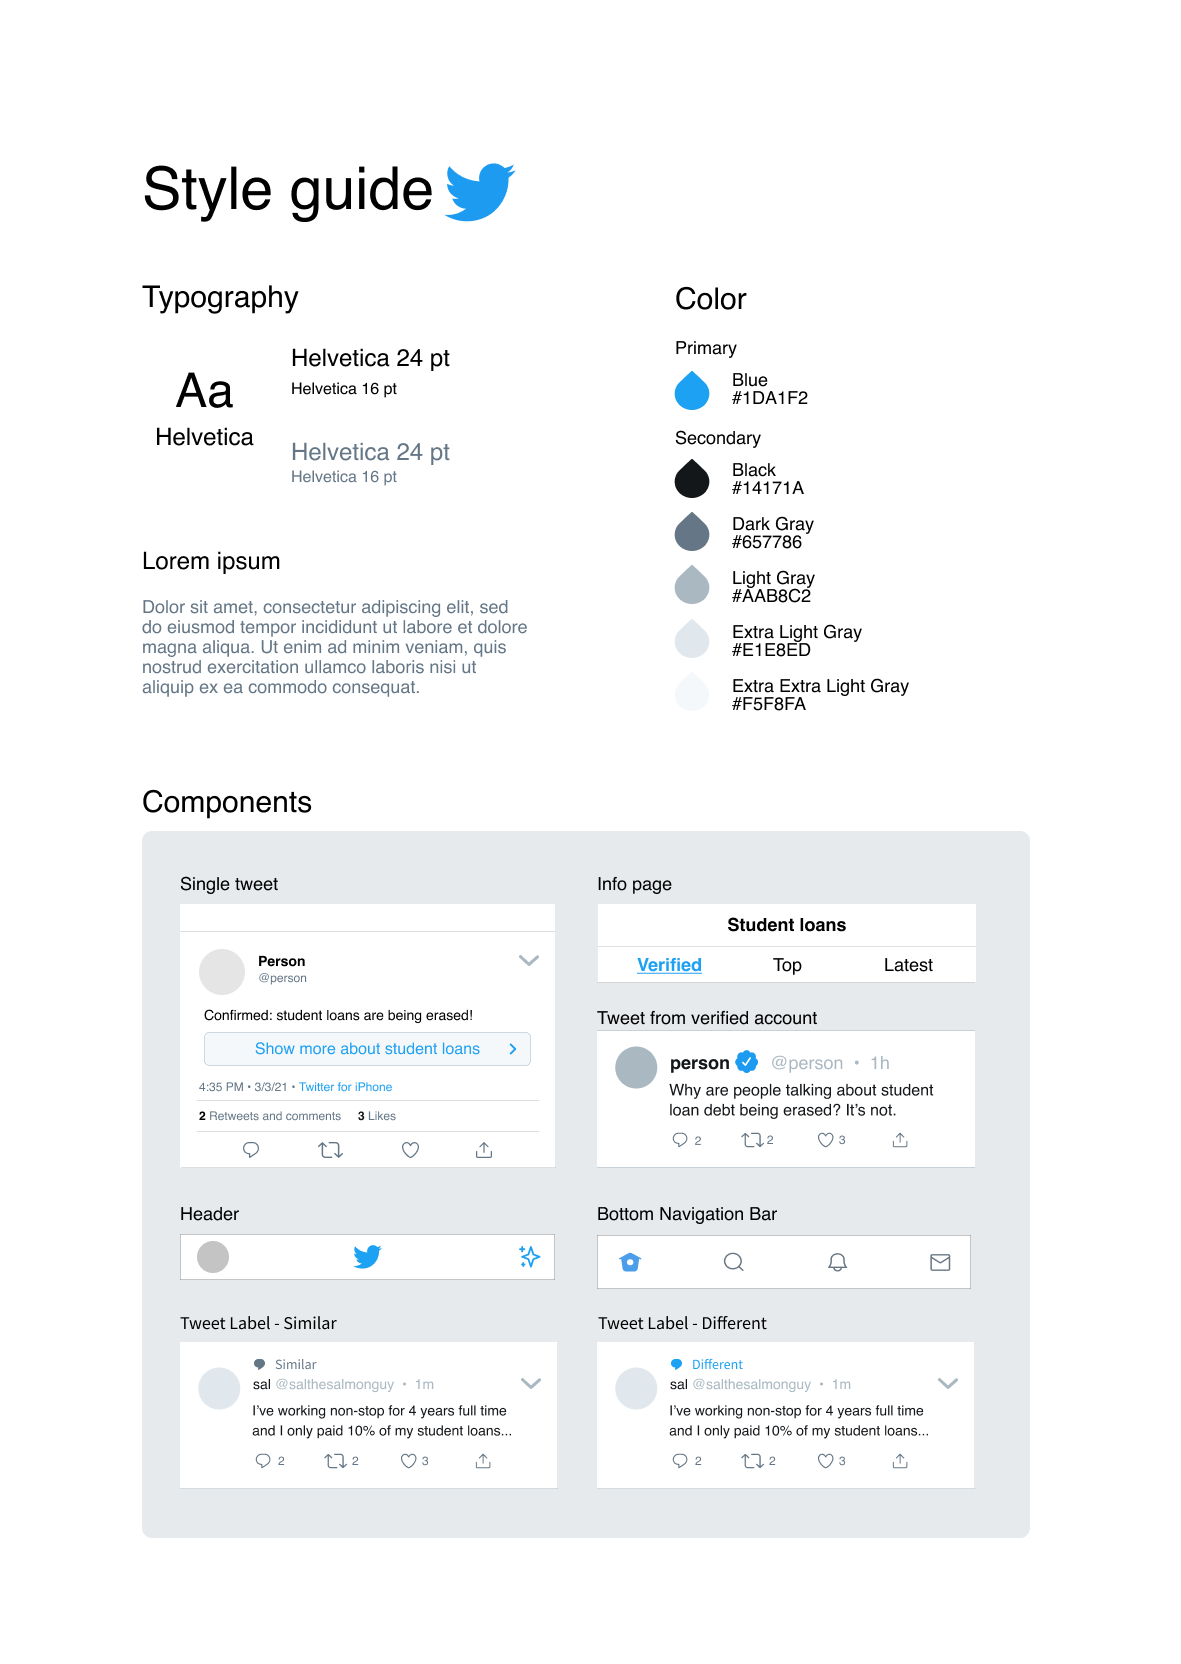 Style guide
Typography
Aa
Helvetica
Helvetica 24 pt
Helvetica 16 pt
Helvetica 24 pt
Helvetica 16 pt
Lorem ipsum
Dolor sit amet, consectetur adipiscing elit, sed
do eiusmod tempor incididunt ut labore et dolore
magna aliqua. Ut enim ad minim veniam, quis
nostrud exercitation ullamco laboris nisi ut
aliquip ex ea commodo consequat.
Color
Primary
Blue
#1DA1F2
Secondary
Black
#14171A
Dark Gray
#657786
Light Gray
#AAB8C2
Extra Light Gray
#E1E8ED
Extra Extra Light Gray
#F5F8FA
Components
Single tweet
Person
@person
Confirmed: student loans are being erased!
Show more about student loans
4:35 PM • 3/3/21 • Twitter for iPhone
2 Retweets and comments 3 Likes
Info page
Student loans
Verified Top Latest
Tweet from verified account
person @person • 1h
Why are people talking about student
loan debt being erased? It's not.
2 2 3
Header
Bottom Navigation Bar
Tweet Label - Similar
Similar
sal @salthesalmonguy • 1m
I've working non-stop for 4 years full time
and I only paid 10% of my student loans...
2 2 3
Tweet Label - Different
Different
sal @salthesalmonguy • 1m
I've working non-stop for 4 years full time
and I only paid 10% of my student loans...
2 2 3